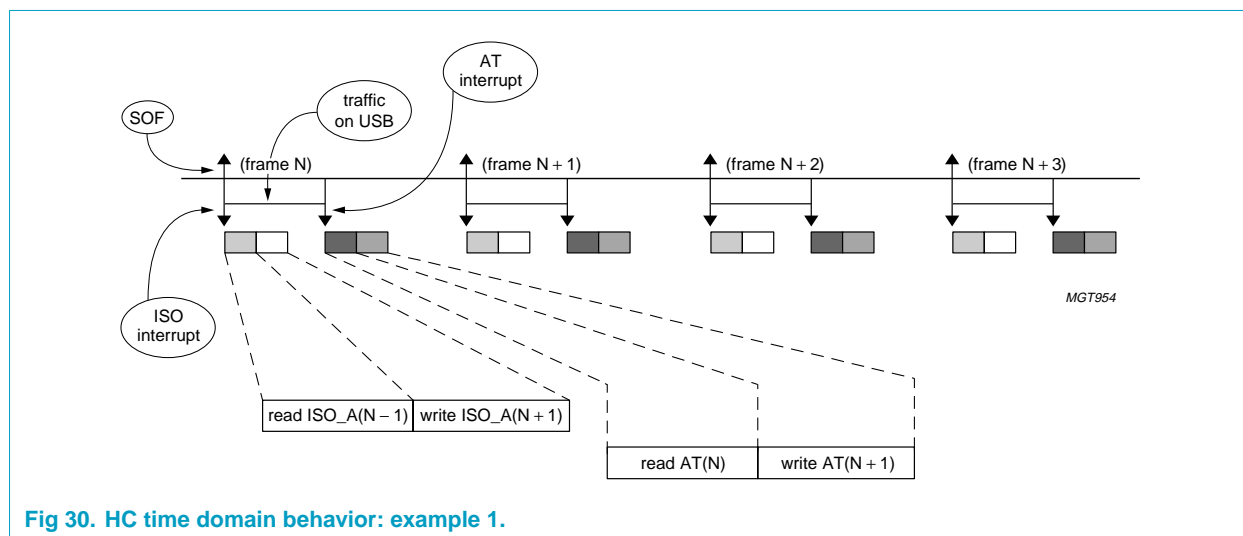 AT
interrupt
traffic
on USB
SOF
(frame N)
(frame N + 1)
(frame N + 2)
(frame N + 3)
MGT954
ISO
interrupt
read ISO_A(N − 1)
write ISO_A(N + 1)
read AT(N)
write AT(N + 1)
Fig 30. HC time domain behavior: example 1.